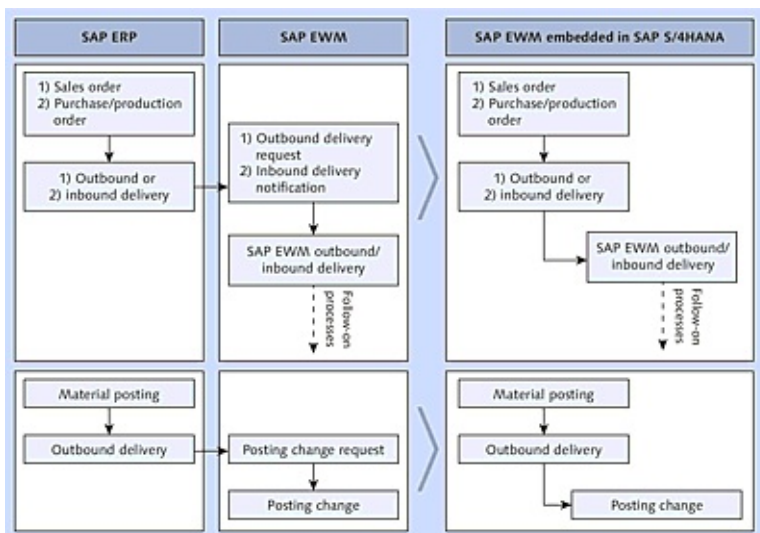 SAP ERP
SAP EWM
SAP EWM embedded in SAP S/4HANA
1) Sales order
2) Purchase/production
order
1) Outbound or
2) inbound delivery
1) Outbound delivery
request
2) Inbound delivery
notification
SAP EWM outbound/
inbound delivery
Follow-on
processes
1) Sales order
2) Purchase/production
order
1) Outbound or
2) inbound delivery
SAP EWM outbound/
inbound delivery
Follow-on
processes
Material posting
Outbound delivery
Posting change request
Posting change
Material posting
Outbound delivery
Posting change